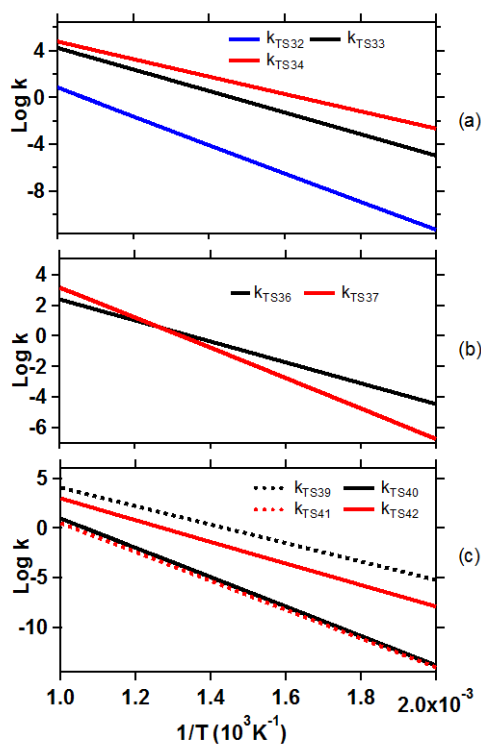 k_TS32 k_TS33
k_TS34
4
0
-4
-8
Log k
(a)
k_TS36 k_TS37
4
2
0
-2
-4
-6
Log k
(b)
k_TS39 k_TS40
k_TS41 k_TS42
5
0
-5
-10
Log k
(c)
1.0 1.2 1.4 1.6 1.8 2.0x10⁻³
1/T (10³K⁻¹)